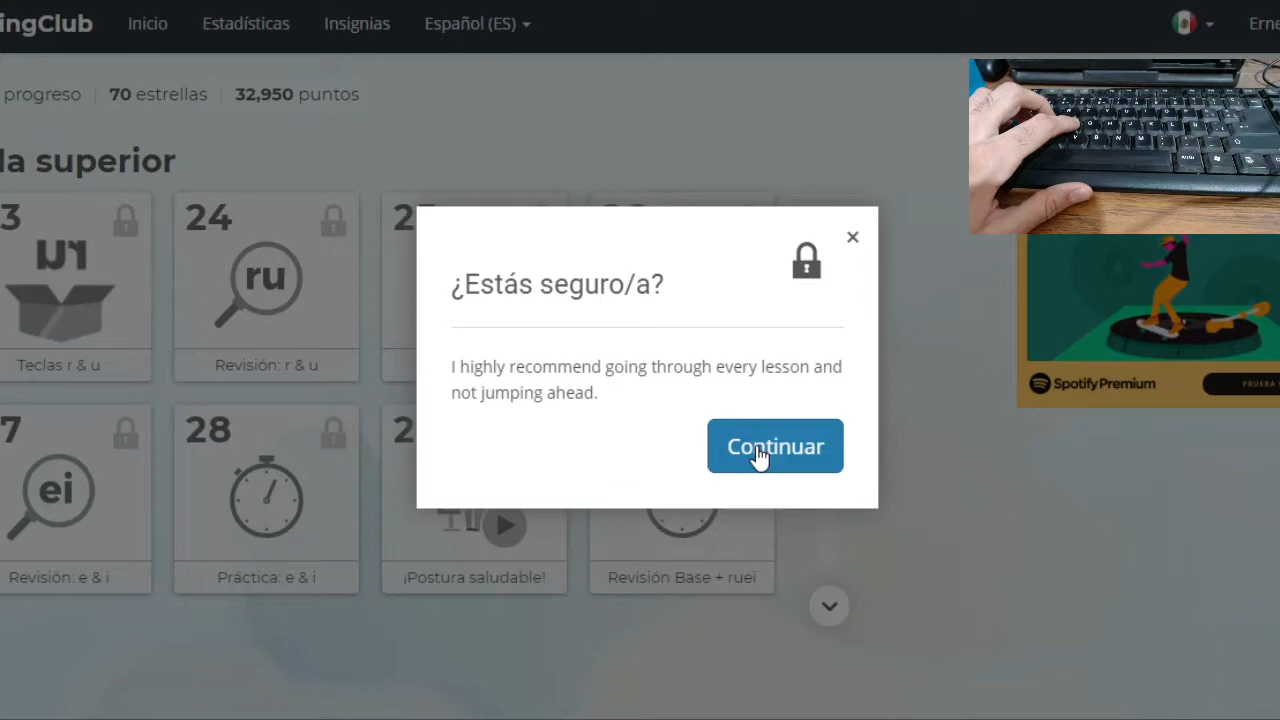 ingClub Inicio Estadísticas Insignias Español (ES) Erne
progreso 70 estrellas 32,950 puntos
la superior
3 24
ru
Teclas r & u Revisión: r & u
¿Estás seguro/a?
I highly recommend going through every lesson and
not jumping ahead.
Continuar
Spotify Premium
7 28
ei
Revisión: e & i Práctica: e & i ¡Postura saludable! Revisión Base + ruei